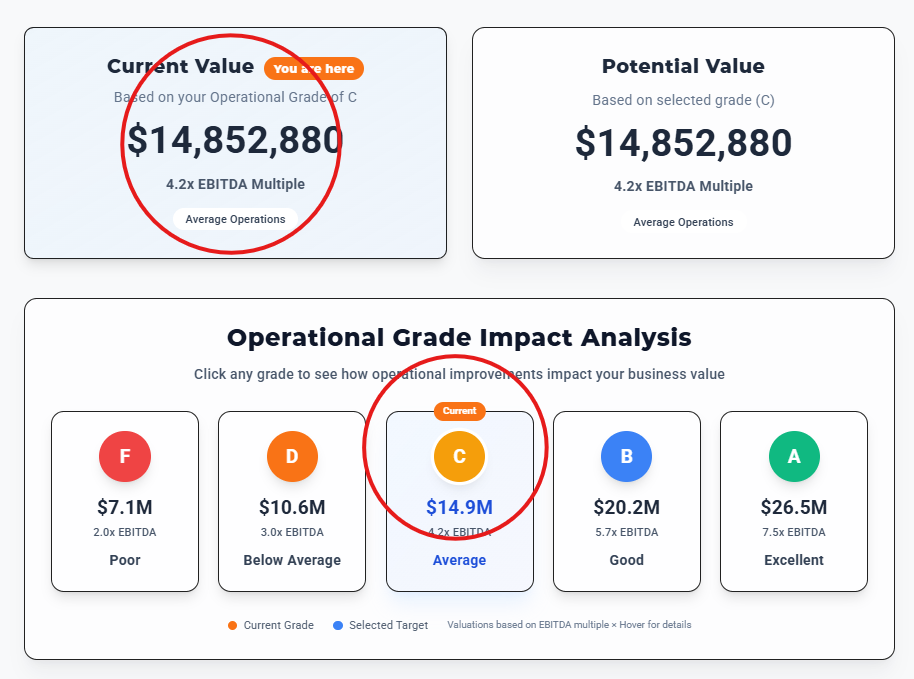 Current Value You are here
Based on your Operational Grade of C
$14,852,880
4.2x EBITDA Multiple
Average Operations
Potential Value
Based on selected grade (C)
$14,852,880
4.2x EBITDA Multiple
Average Operations
Operational Grade Impact Analysis
Click any grade to see how operational improvements impact your business value
F
$7.1M
2.0x EBITDA
Poor
D
$10.6M
3.0x EBITDA
Below Average
Current
C
$14.9M
4.2x EBITDA
Average
B
$20.2M
5.7x EBITDA
Good
A
$26.5M
7.5x EBITDA
Excellent
Current Grade Selected Target Valuations based on EBITDA multiple × Hover for details